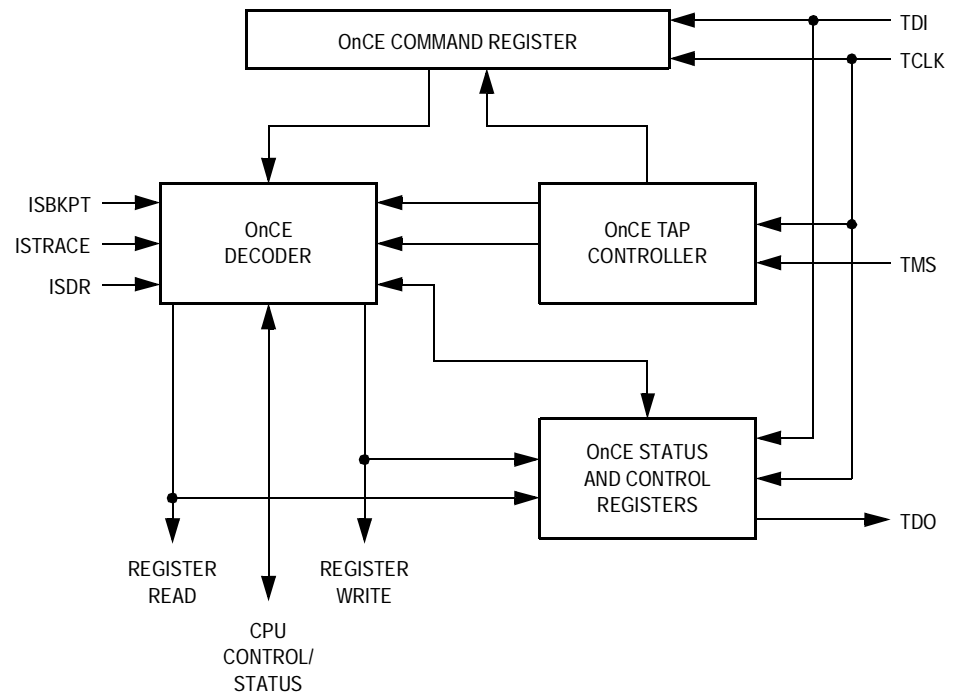 OnCE COMMAND REGISTER
TDI
TCLK
ISBKPT
ISTRACE
ISDR
OnCE
DECODER
OnCE TAP
CONTROLLER
TMS
OnCE STATUS
AND CONTROL
REGISTERS
TDO
REGISTER
READ
REGISTER
WRITE
CPU
CONTROL/
STATUS